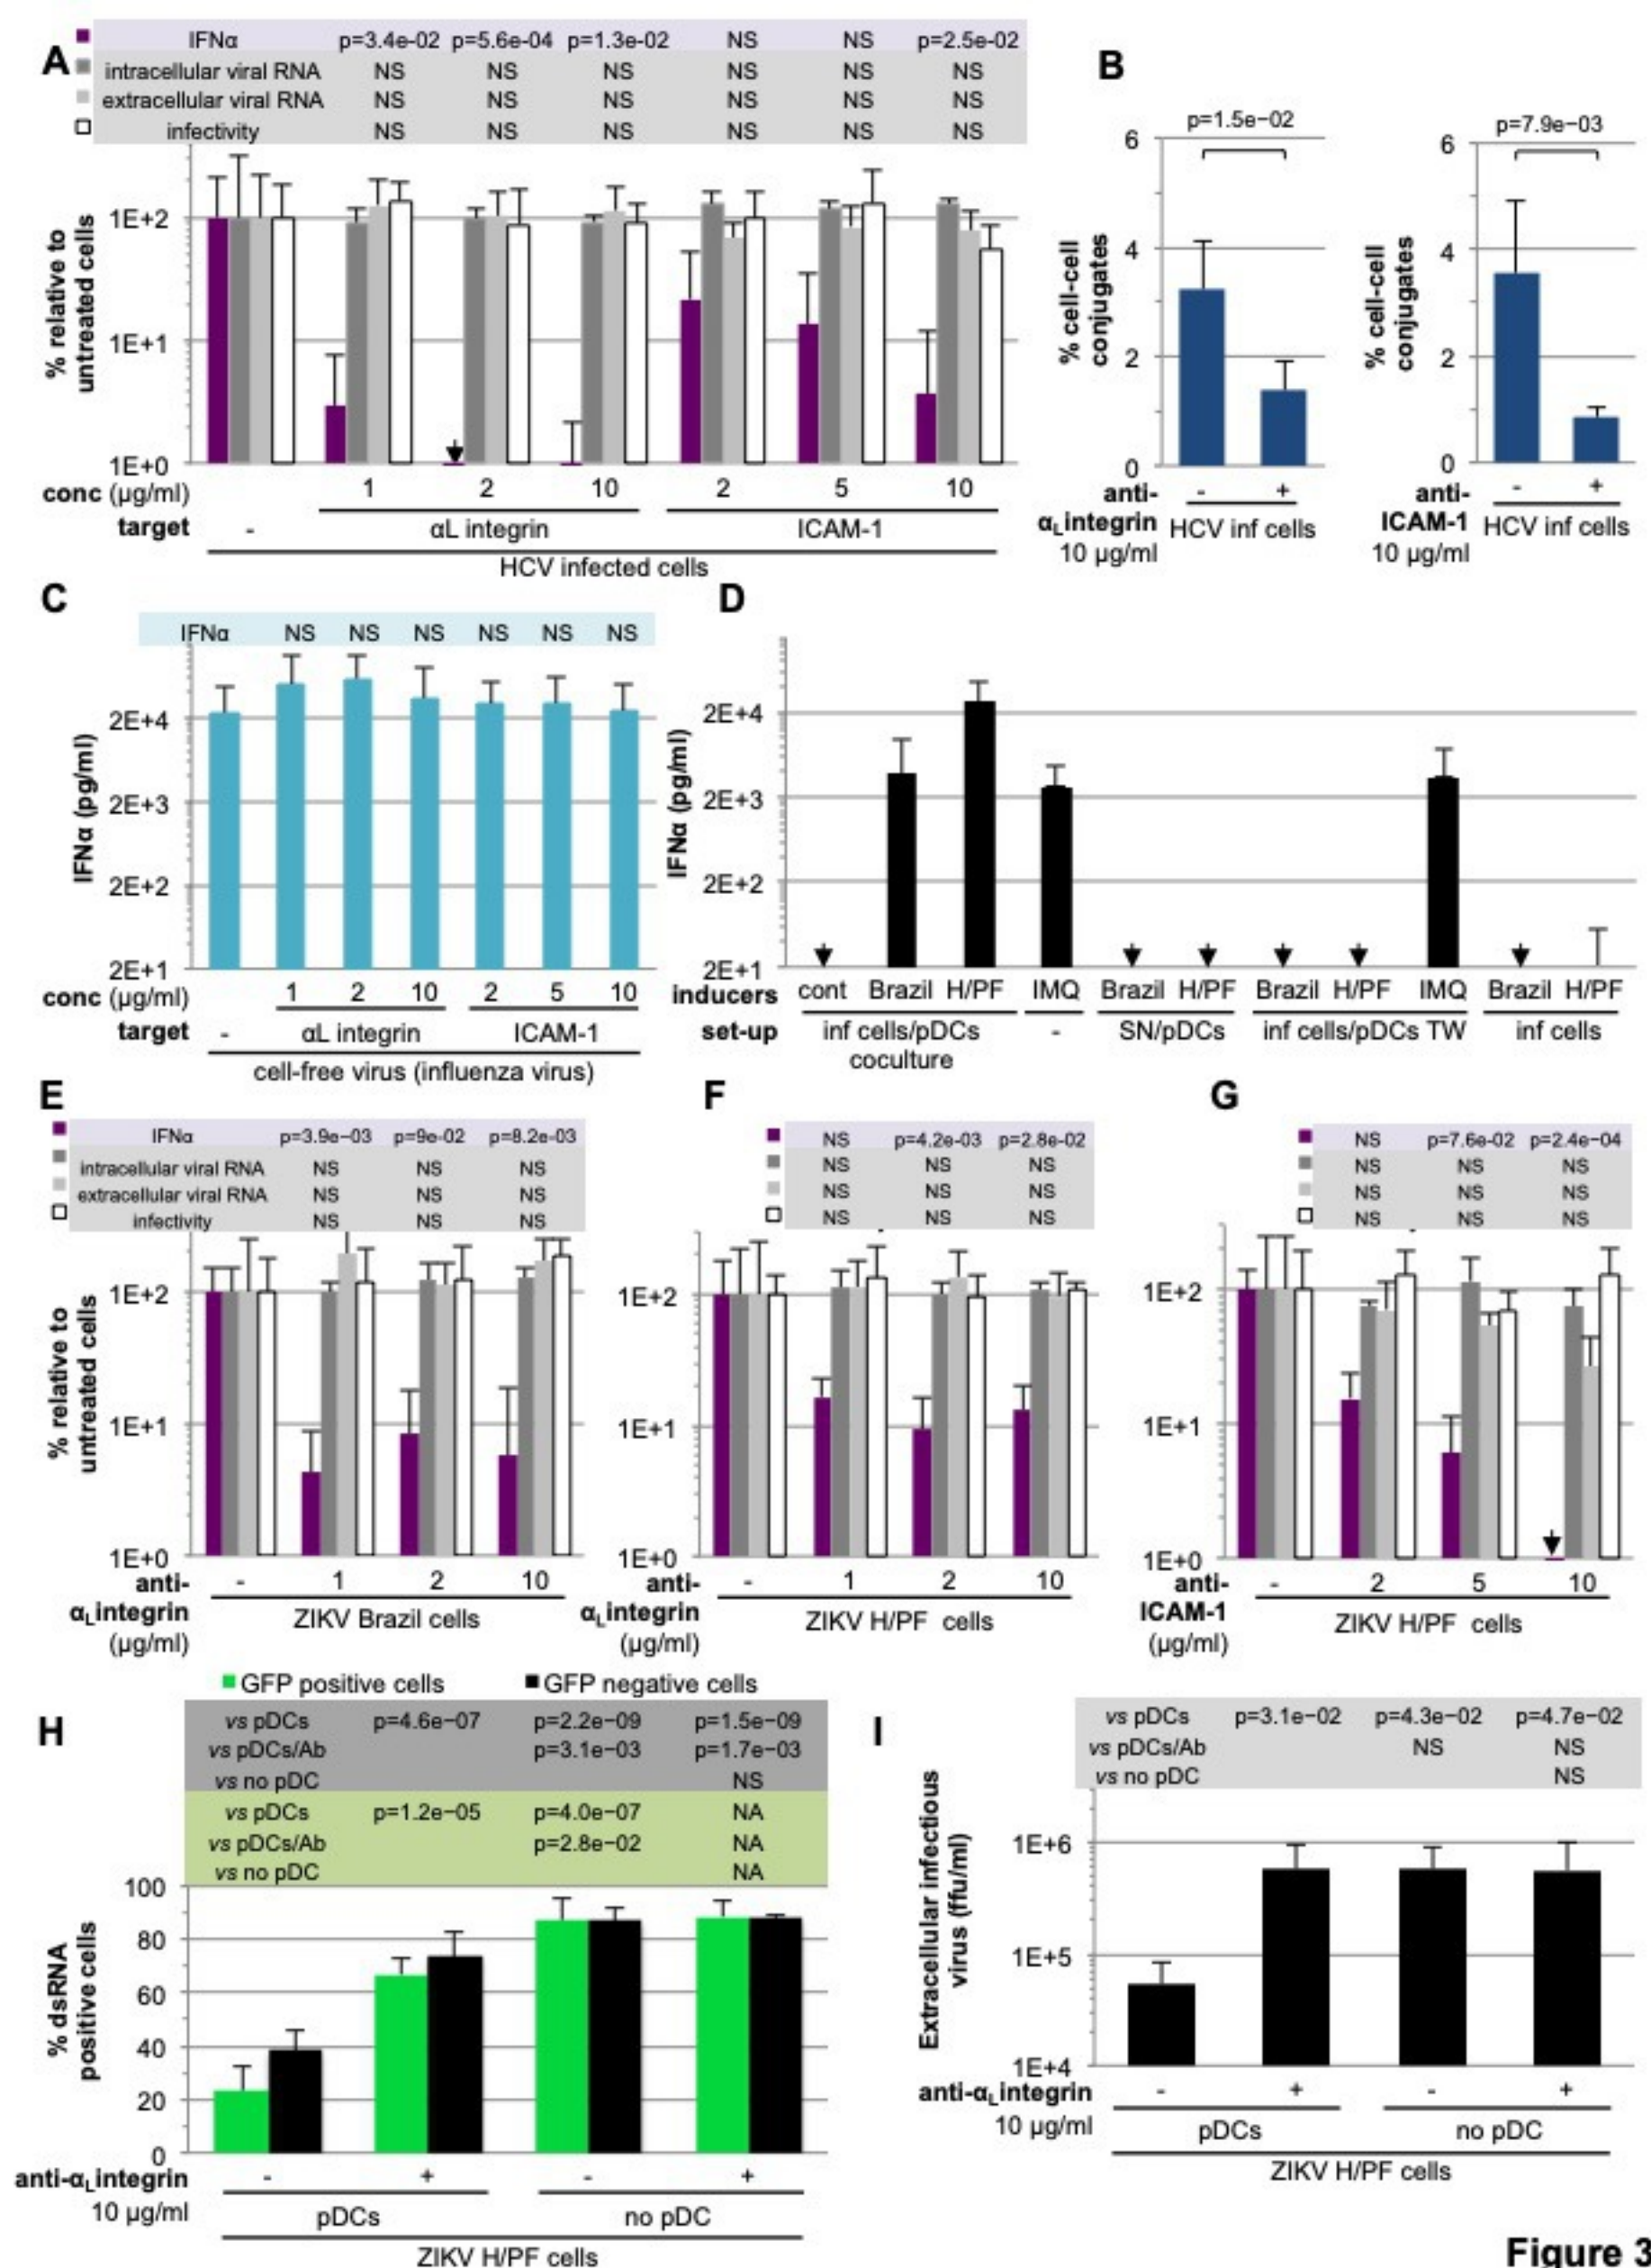 A
IFNα p=3.4e-02 p=5.6e-04 p=1.3e-02 NS NS p=2.5e-02
intracellular viral RNA NS NS NS NS NS NS
extracellular viral RNA NS NS NS NS NS NS
infectivity NS NS NS NS NS NS
% relative to
untreated cells
1E+2
1E+1
1E+0
conc (µg/ml) 1 2 10 2 5 10
target - αL integrin ICAM-1
HCV infected cells
B
p=1.5e−02
6
4
2
0
% cell-cell
conjugates
anti- - +
αLintegrin HCV inf cells
10 µg/ml
p=7.9e−03
6
4
2
0
% cell-cell
conjugates
anti- - +
ICAM-1 HCV inf cells
10 µg/ml
C
IFNα NS NS NS NS NS NS
IFNα (pg/ml)
2E+4
2E+3
2E+2
2E+1
conc (µg/ml) 1 2 10 2 5 10
target - αL integrin ICAM-1
cell-free virus (influenza virus)
D
IFNα (pg/ml)
2E+4
2E+3
2E+2
2E+1
inducers cont Brazil H/PF IMQ Brazil H/PF Brazil H/PF IMQ Brazil H/PF
set-up inf cells/pDCs - SN/pDCs inf cells/pDCs TW inf cells
coculture
E
IFNα p=3.9e−03 p=9e-02 p=8.2e-03
intracellular viral RNA NS NS NS
extracellular viral RNA NS NS NS
infectivity NS NS NS
% relative to
untreated cells
1E+2
1E+1
1E+0
anti- - 1 2 10
αLintegrin ZIKV Brazil cells
(µg/ml)
F
NS p=4.2e-03 p=2.8e-02
NS NS NS
NS NS NS
NS NS NS
1E+2
1E+1
1E+0
anti- - 1 2 10
αLintegrin ZIKV H/PF cells
(µg/ml)
G
NS p=7.6e-02 p=2.4e−04
NS NS NS
NS NS NS
NS NS NS
1E+2
1E+1
1E+0
anti- - 2 5 10
ICAM-1 ZIKV H/PF cells
(µg/ml)
H
GFP positive cells GFP negative cells
vs pDCs p=4.6e−07 p=2.2e−09 p=1.5e−09
vs pDCs/Ab p=3.1e−03 p=1.7e−03
vs no pDC NS
vs pDCs p=1.2e−05 p=4.0e−07 NA
vs pDCs/Ab p=2.8e−02 NA
vs no pDC NA
% dsRNA
positive cells
100
80
60
40
20
0
anti-αLintegrin - + - +
10 µg/ml pDCs no pDC
ZIKV H/PF cells
I
vs pDCs p=3.1e−02 p=4.3e−02 p=4.7e−02
vs pDCs/Ab NS NS
vs no pDC NS
Extracellular infectious
virus (ffu/ml)
1E+6
1E+5
1E+4
anti-αLintegrin - + - +
10 µg/ml pDCs no pDC
ZIKV H/PF cells
Figure 3